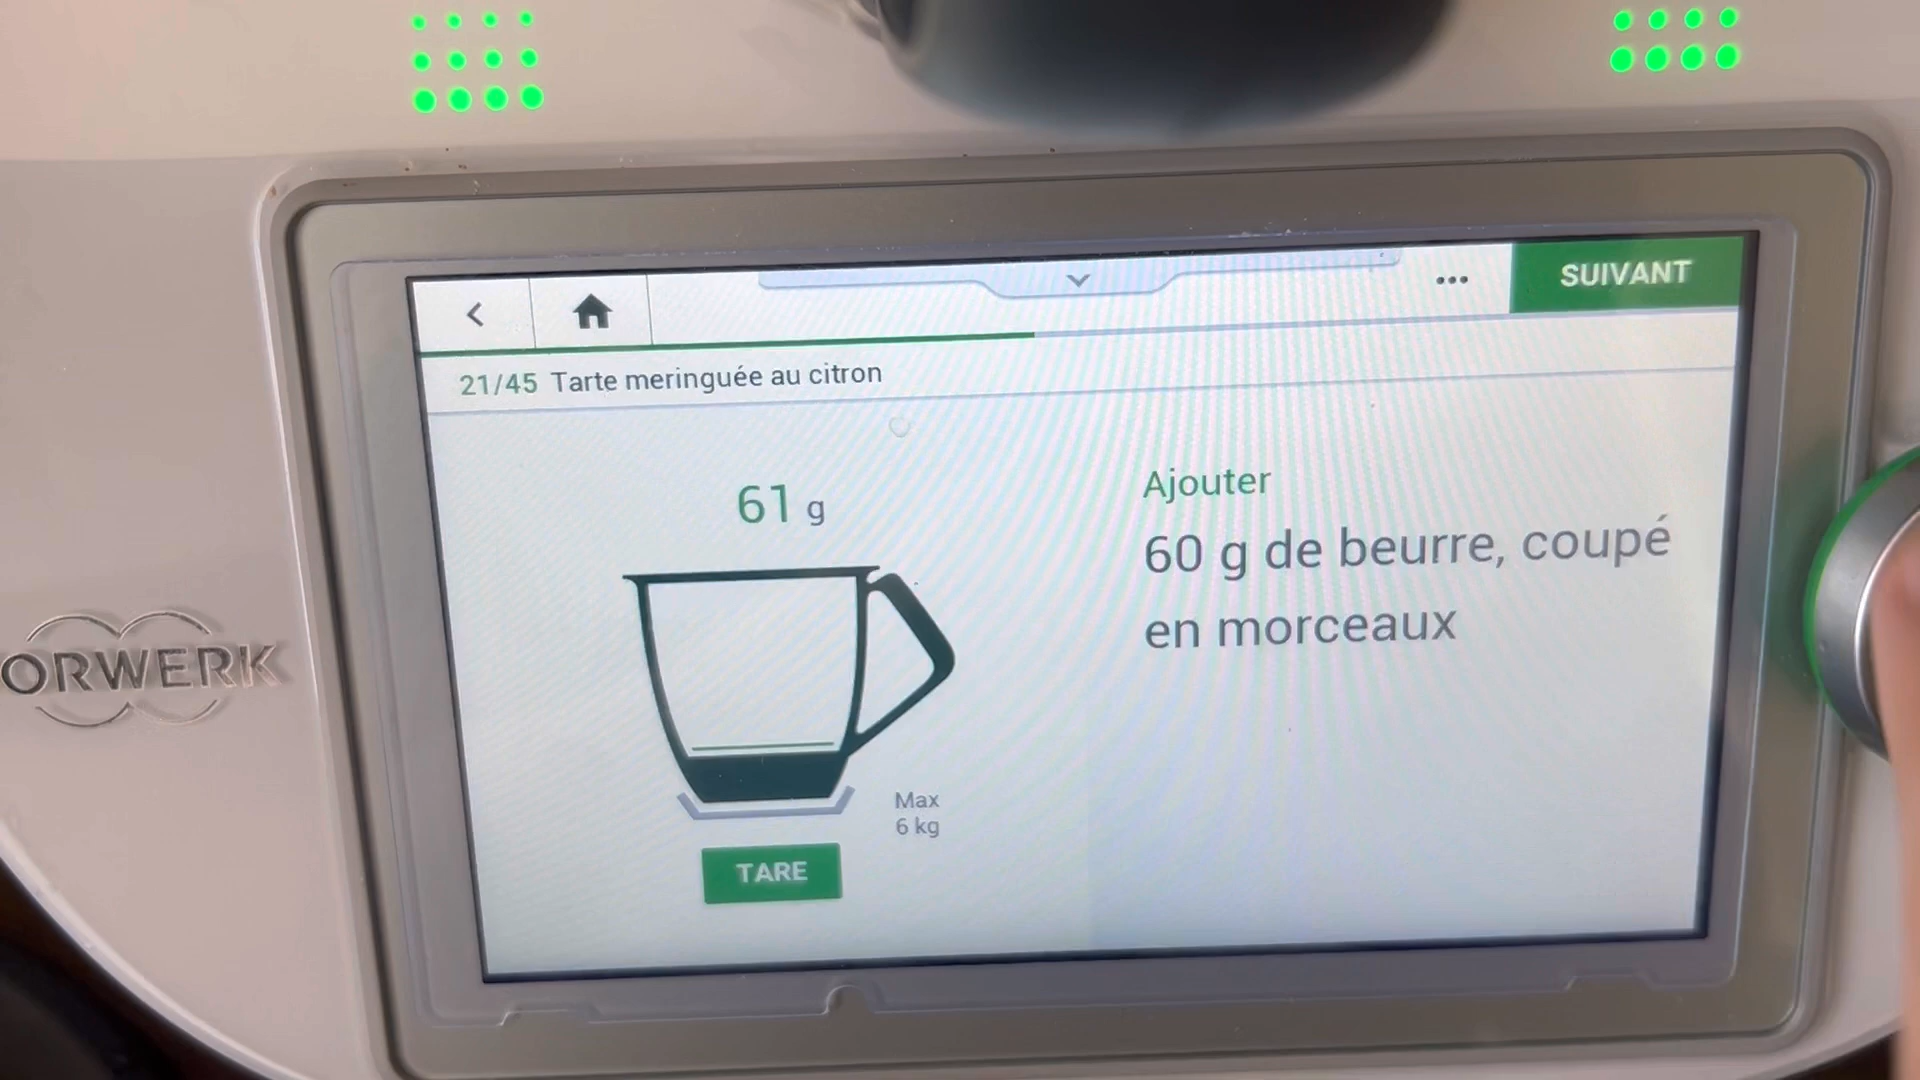 SUIVANT
21/45 Tarte meringuée au citron
61 g
Ajouter
60 g de beurre, coupé
en morceaux
ORWERK
Max
6 kg
TARE